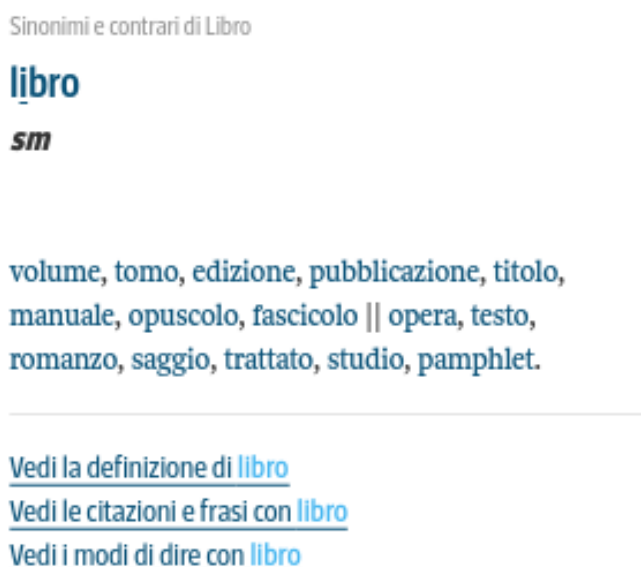 Sinonimi e contrari di Libro
lịbro
sm
volume, tomo, edizione, pubblicazione, titolo,
manuale, opuscolo, fascicolo || opera, testo,
romanzo, saggio, trattato, studio, pamphlet.
Vedi la definizione di libro
Vedi le citazioni e frasi con libro
Vedi i modi di dire con libro